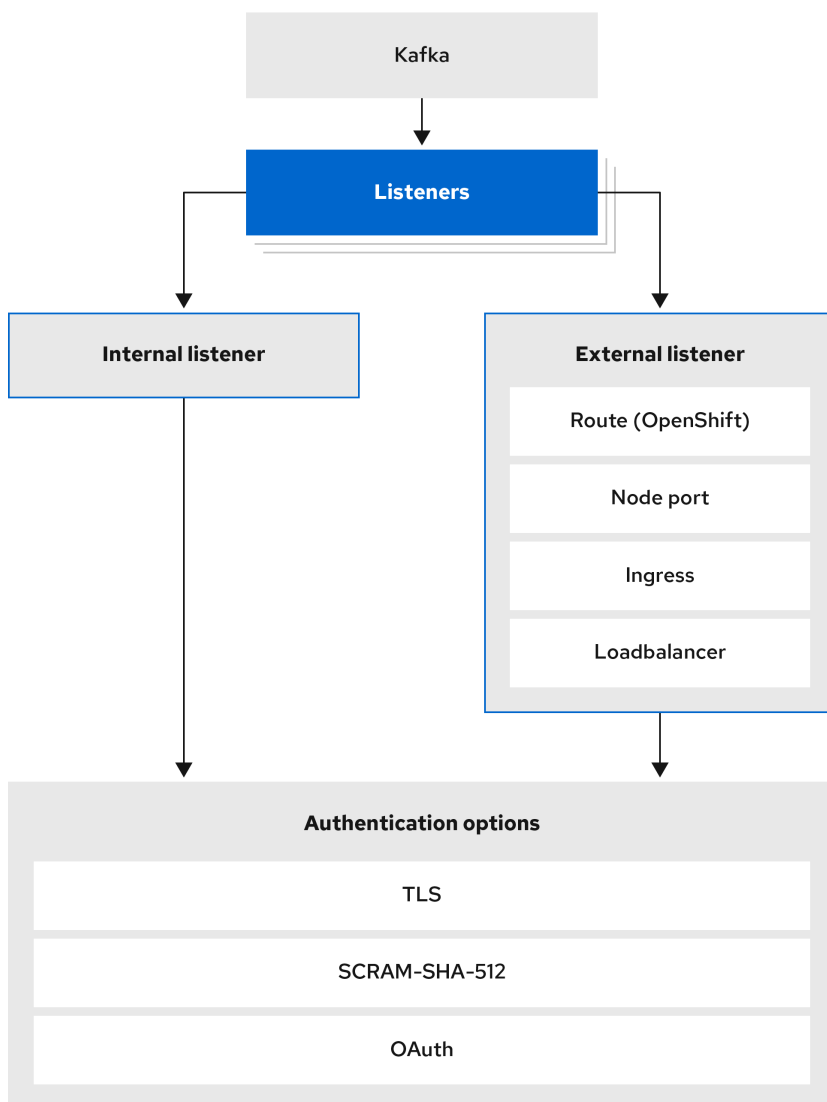 Kafka
Listeners
Internal listener
External listener
Route (OpenShift)
Node port
Ingress
Loadbalancer
Authentication options
TLS
SCRAM-SHA-512
OAuth